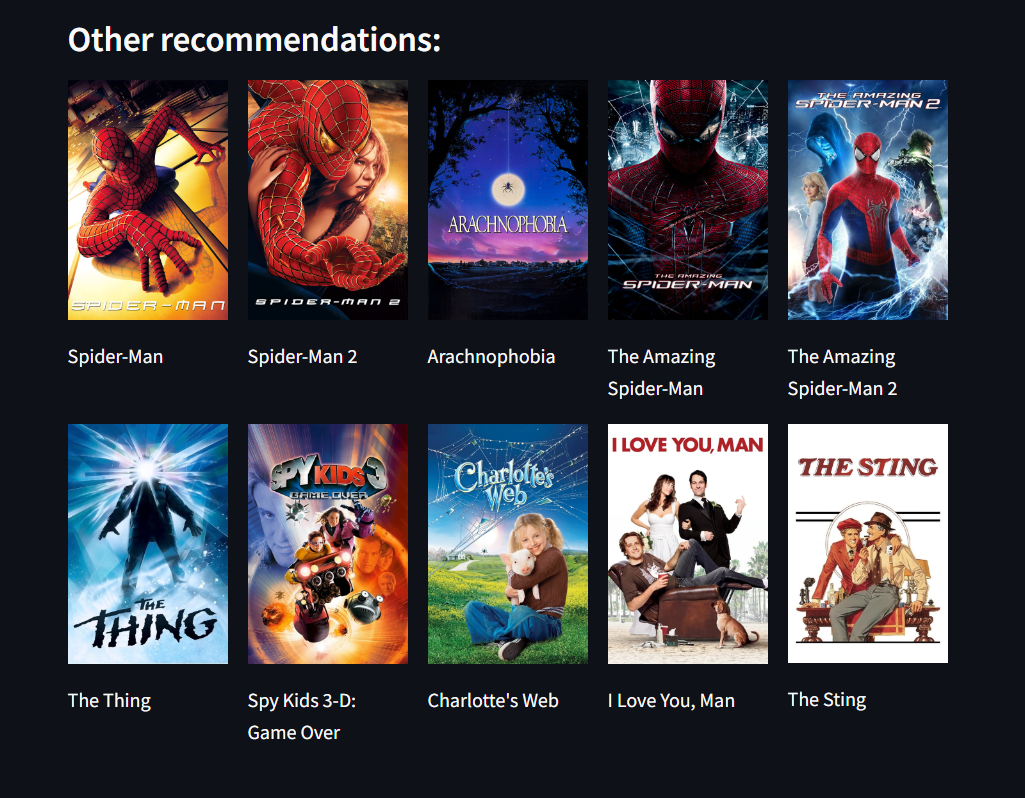 Other recommendations:
SPIDER-MAN
SPIDER-MAN 2
ARACHNOPHOBIA
THE AMAZING
SPIDER-MAN
THE AMAZING
SPIDER-MAN 2
Spider-Man
Spider-Man 2
Arachnophobia
The Amazing
Spider-Man
The Amazing
Spider-Man 2
THE
THING
SPY KIDS 3
GAME OVER
Charlotte's
Web
I LOVE YOU, MAN
THE STING
The Thing
Spy Kids 3-D:
Game Over
Charlotte's Web
I Love You, Man
The Sting